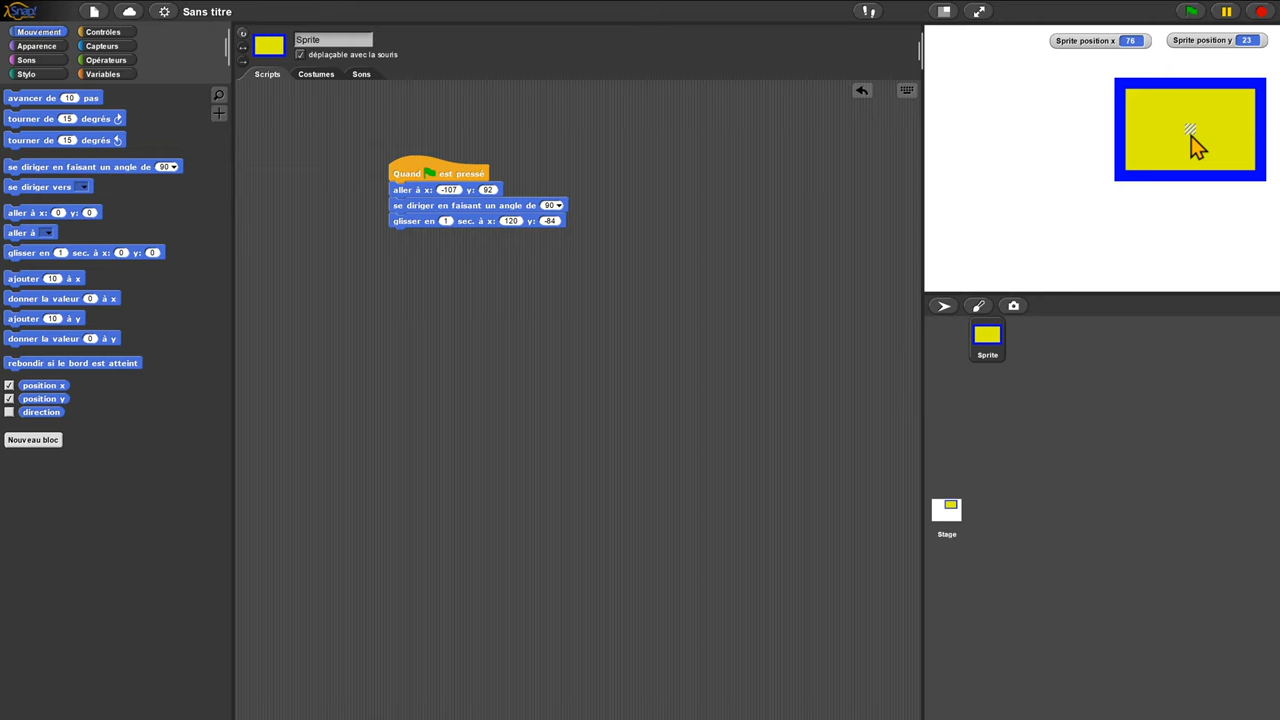 Snap!
Sans titre
Mouvement
Contrôles
Apparence
Capteurs
Sons
Opérateurs
Stylo
Variables
avancer de 10 pas
tourner de 15 degrés
tourner de 15 degrés
se diriger en faisant un angle de 90
se diriger vers
aller à x: 0 y: 0
aller à
glisser en 1 sec. à x: 0 y: 0
ajouter 10 à x
donner la valeur 0 à x
ajouter 10 à y
donner la valeur 0 à y
rebondir si le bord est atteint
position x
position y
direction
Nouveau bloc
Sprite
déplaçable avec la souris
Scripts
Costumes
Sons
Quand est pressé
aller à x: -107 y: 92
se diriger en faisant un angle de 90
glisser en 1 sec. à x: 120 y: -84
Sprite position x 76
Sprite position y 23
Sprite
Stage